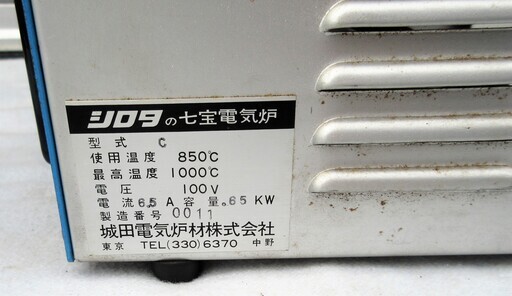 シロタの七宝電気炉
型式 C
使用温度 850℃
最高温度 1000℃
電圧 100V
電流6.5A容量.65KW
製造番号 0011
城田電気炉材株式会社
東京 TEL(330)6370 中野